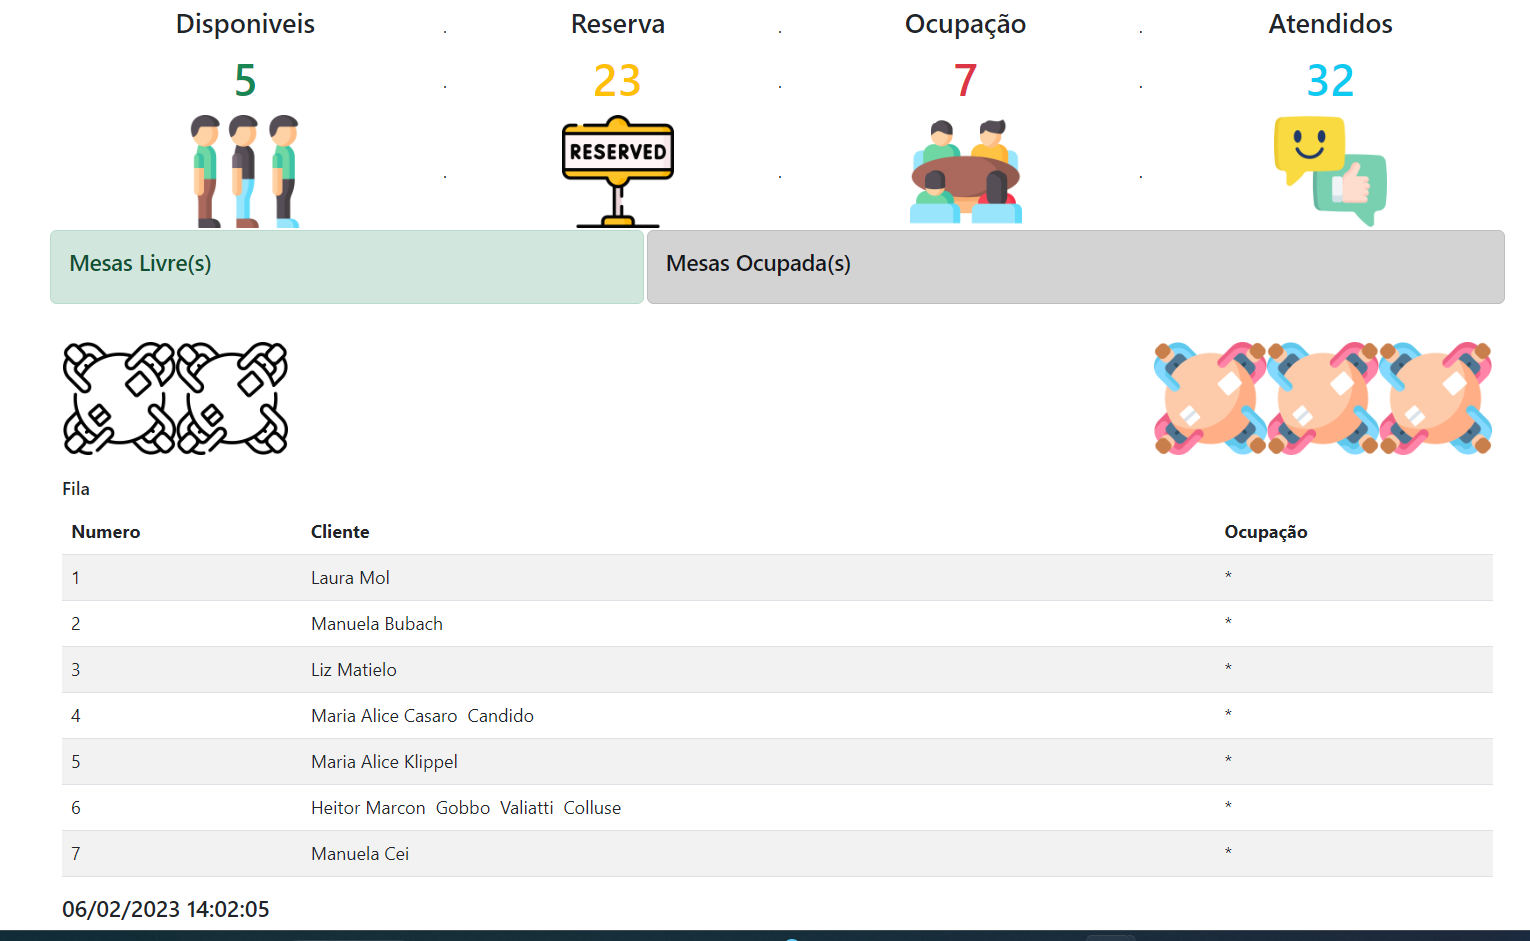 Disponiveis . Reserva . Ocupação . Atendidos
5 . 23 . 7 . 32
. RESERVED . .
Mesas Livre(s) Mesas Ocupada(s)
Fila
Numero Cliente Ocupação
1 Laura Mol *
2 Manuela Bubach *
3 Liz Matielo *
4 Maria Alice Casaro Candido *
5 Maria Alice Klippel *
6 Heitor Marcon Gobbo Valiatti Colluse *
7 Manuela Cei *
06/02/2023 14:02:05